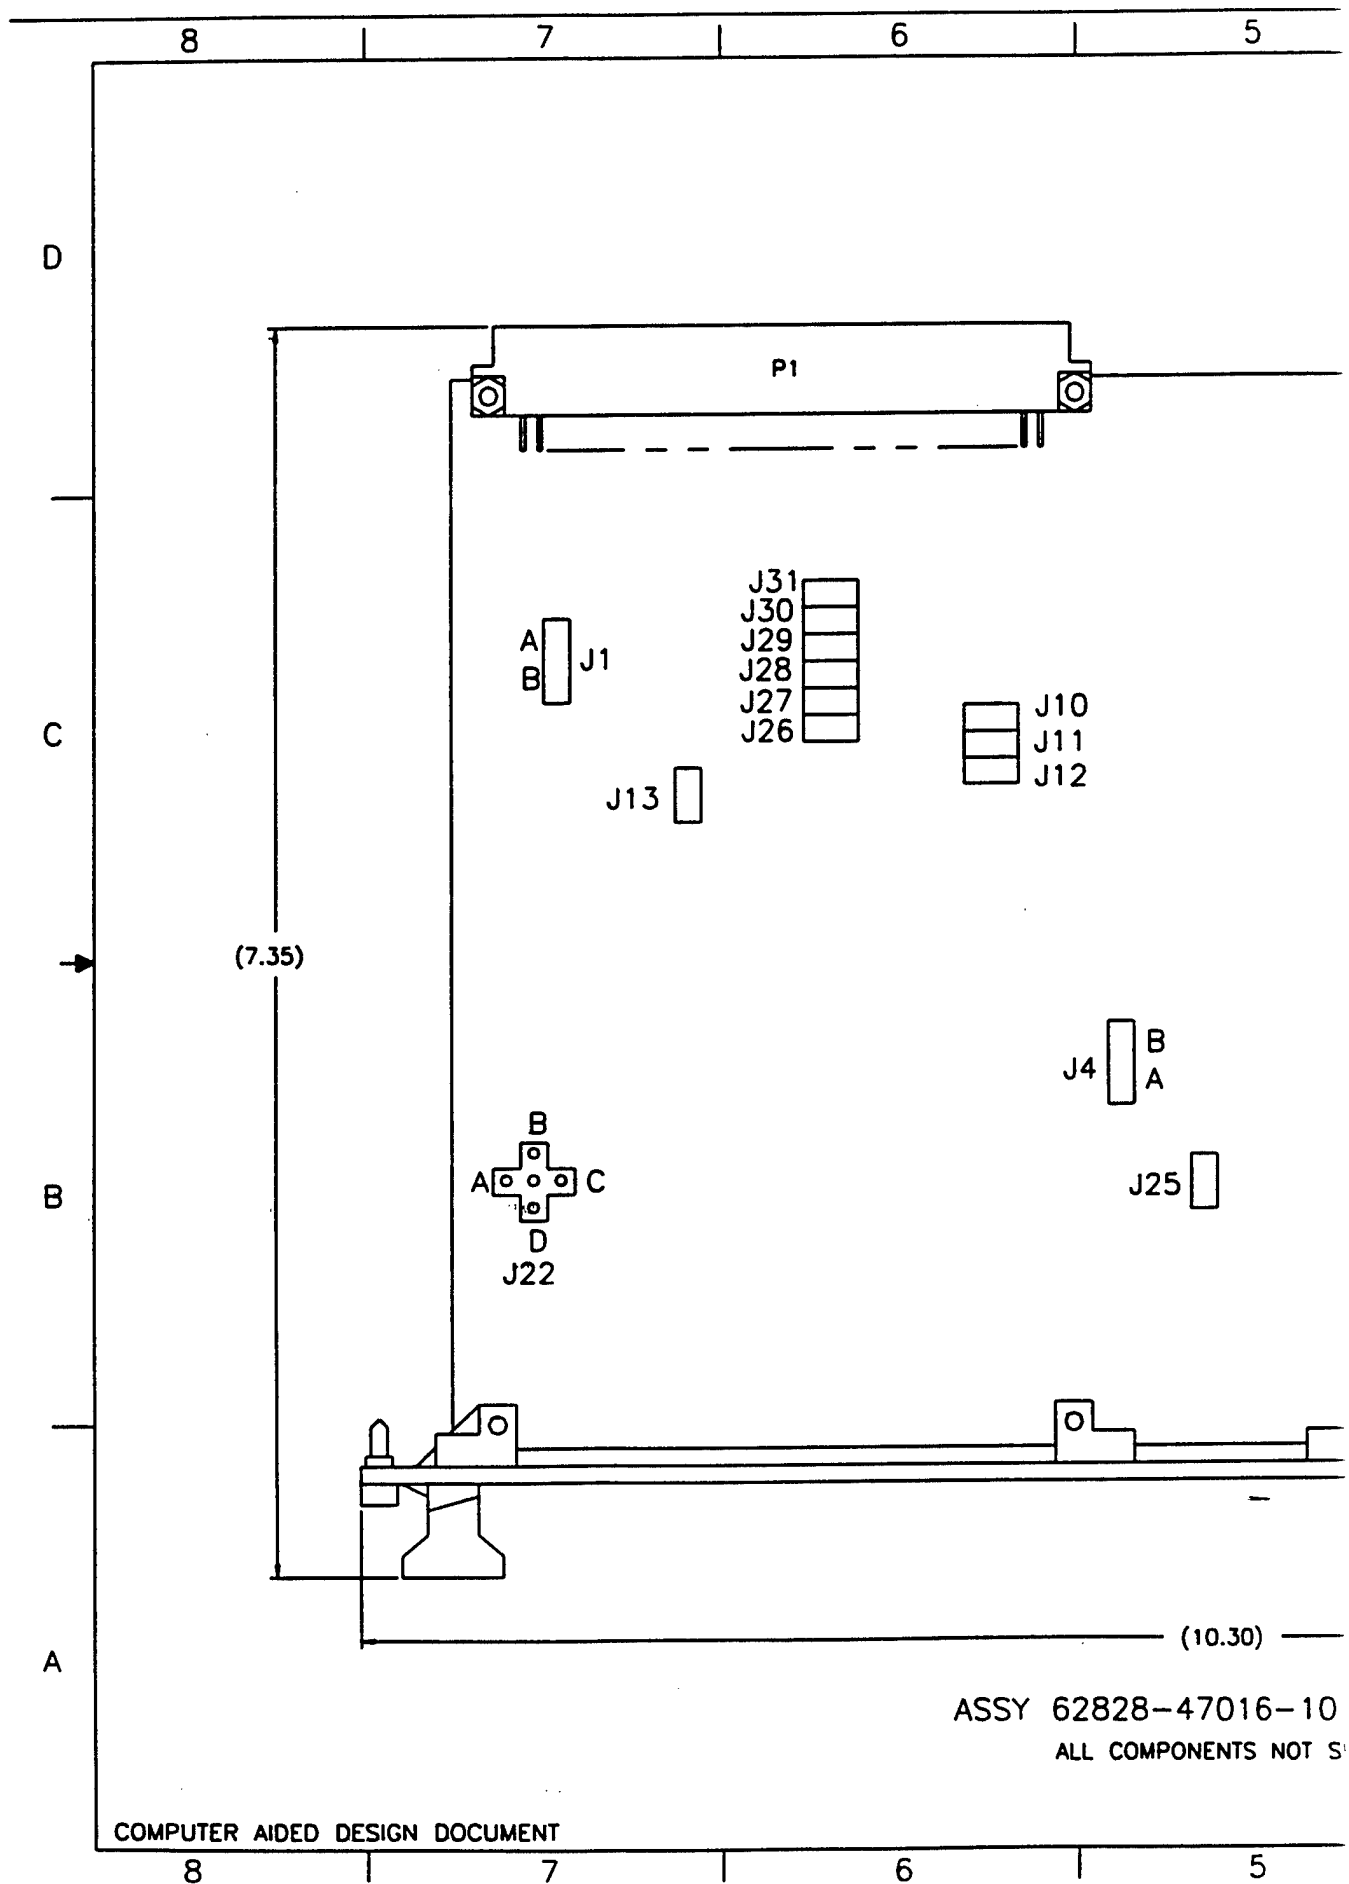 8 7 6 5
D
P1
J31
J30
A J29
J1
B J28
J27 J10
C J26 J11
J12
J13
(7.35)
B
J4
A
B
B A C J25
D
J22
A (10.30)
ASSY 62828-47016-10
ALL COMPONENTS NOT
COMPUTER AIDED DESIGN DOCUMENT
8 7 6 5